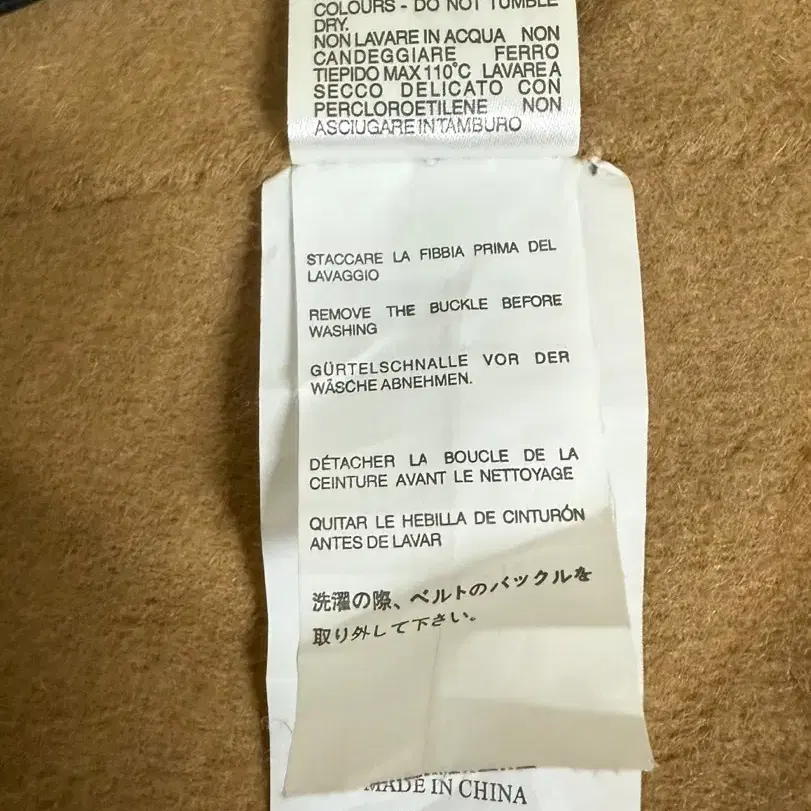 COLOURS - DO NOT TUMBLE
DRY.
NON LAVARE IN ACQUA NON
CANDEGGIARE FERRO
TIEPIDO MAX 110°C LAVARE A
SECCO DELICATO CON
PERCLOROETILENE NON
ASCIUGARE IN TAMBURO
STACCARE LA FIBBIA PRIMA DEL
LAVAGGIO
REMOVE THE BUCKLE BEFORE
WASHING
GÜRTELSCHNALLE VOR DER
WÄSCHE ABNEHMEN.
DÉTACHER LA BOUCLE DE LA
CEINTURE AVANT LE NETTOYAGE
QUITAR LE HEBILLA DE CINTURÓN
ANTES DE LAVAR
洗濯の際、ベルトのバックルを
取り外して下さい。
MADE IN CHINA